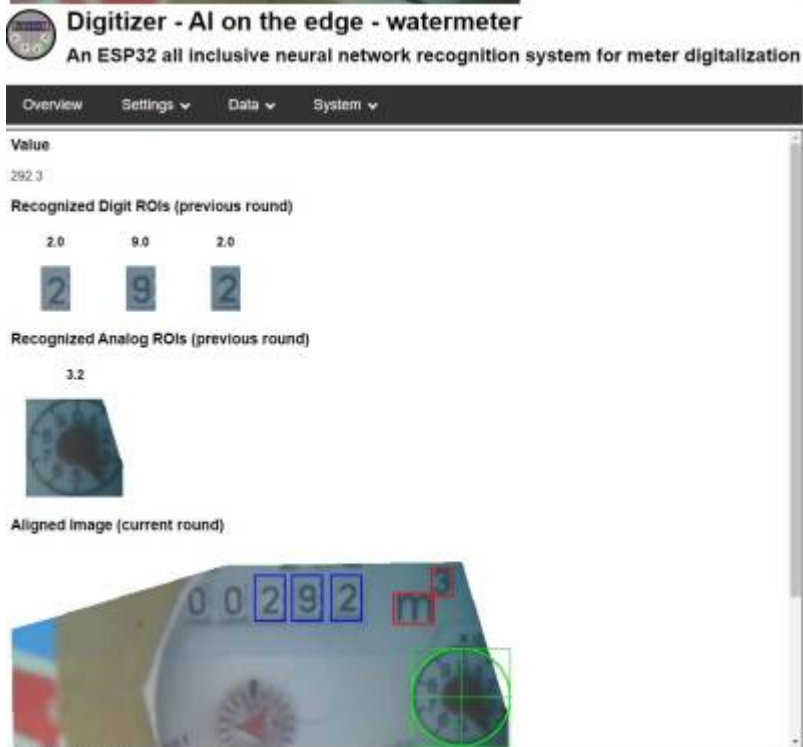 Digitizer - AI on the edge - watermeter
An ESP32 all inclusive neural network recognition system for meter digitalization
Overview Settings Data System
Value
292.3
Recognized Digit ROIs (previous round)
2.0 9.0 2.0
2 9 2
Recognized Analog ROIs (previous round)
3.2
Aligned Image (current round)
0 0 2 9 2 m³